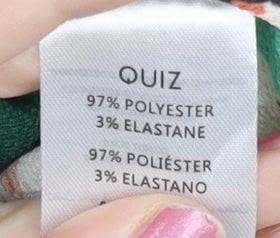 QUIZ
97% POLYESTER
3% ELASTANE
97% POLIÉSTER
3% ELASTANO